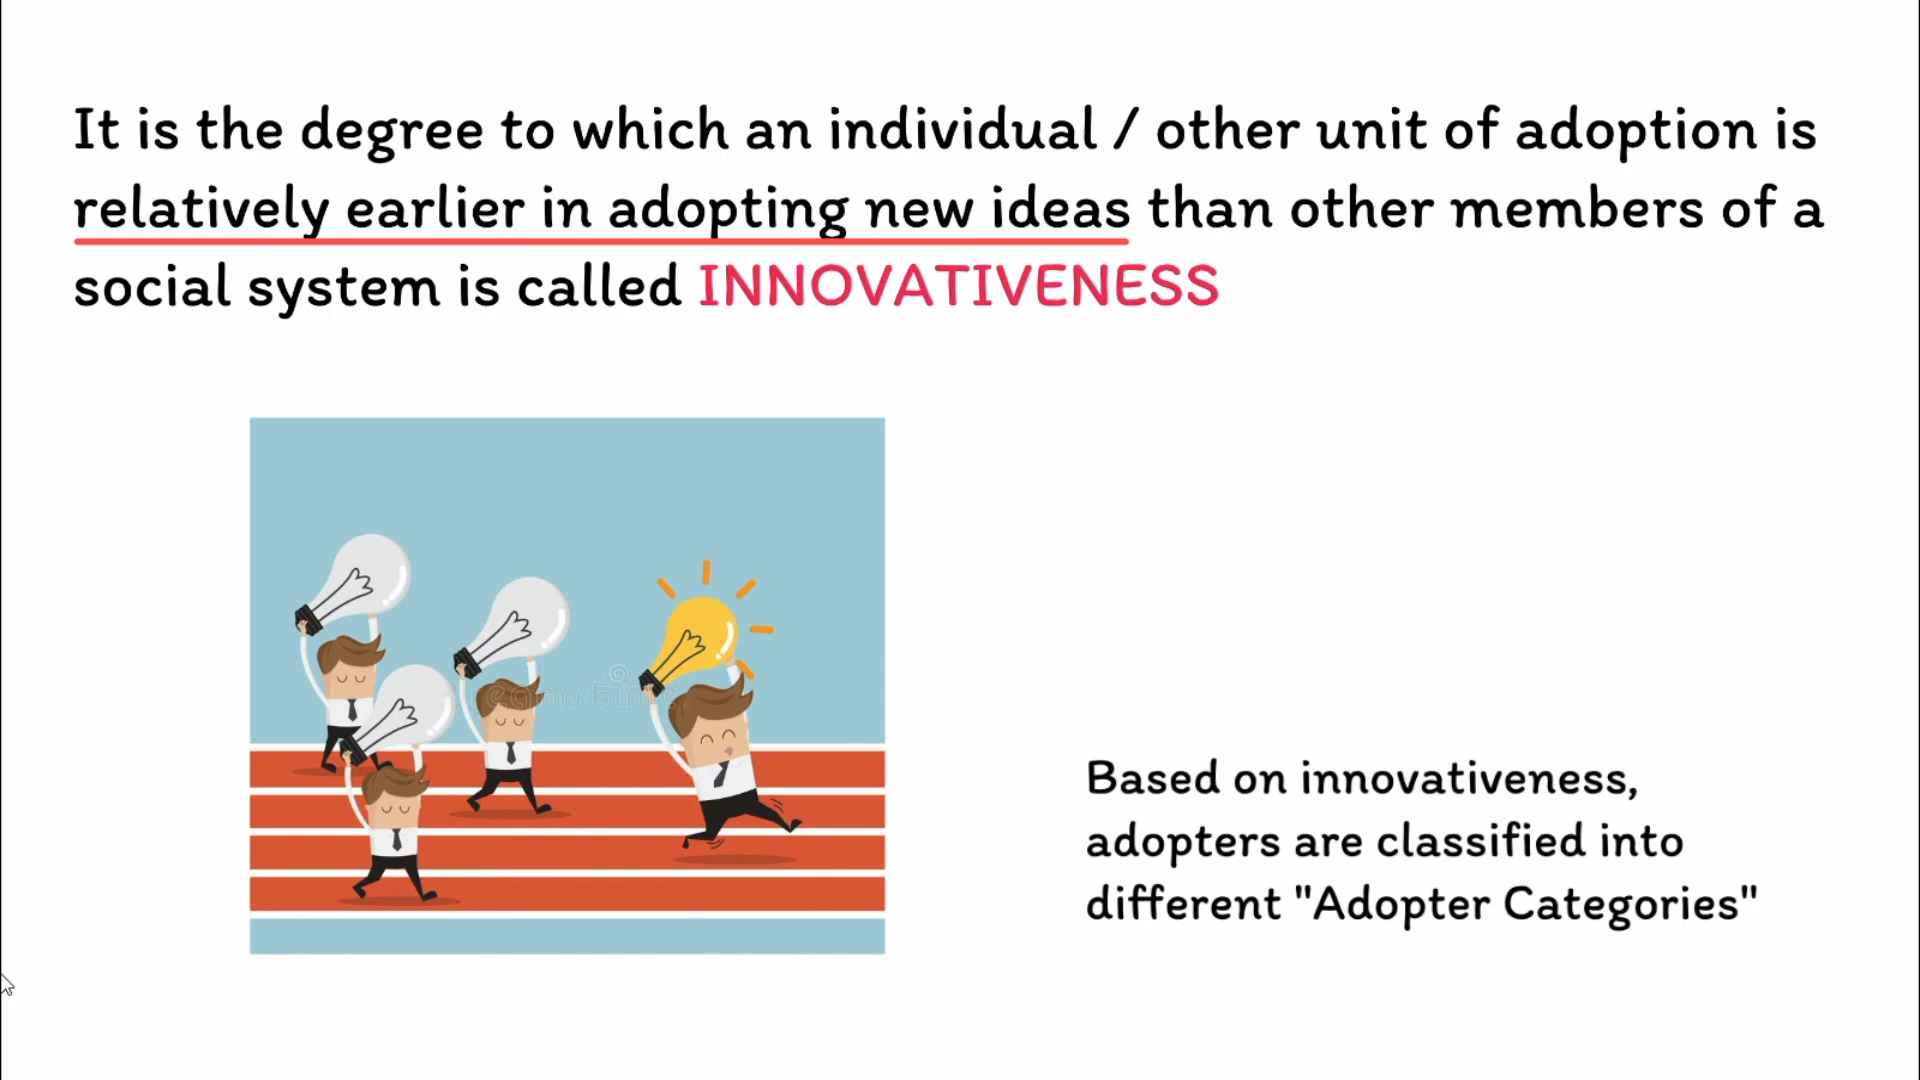 It is the degree to which an individual / other unit of adoption is
relatively earlier in adopting new ideas than other members of a
social system is called INNOVATIVENESS
dreamstime.
Based on innovativeness,
adopters are classified into
different "Adopter Categories"